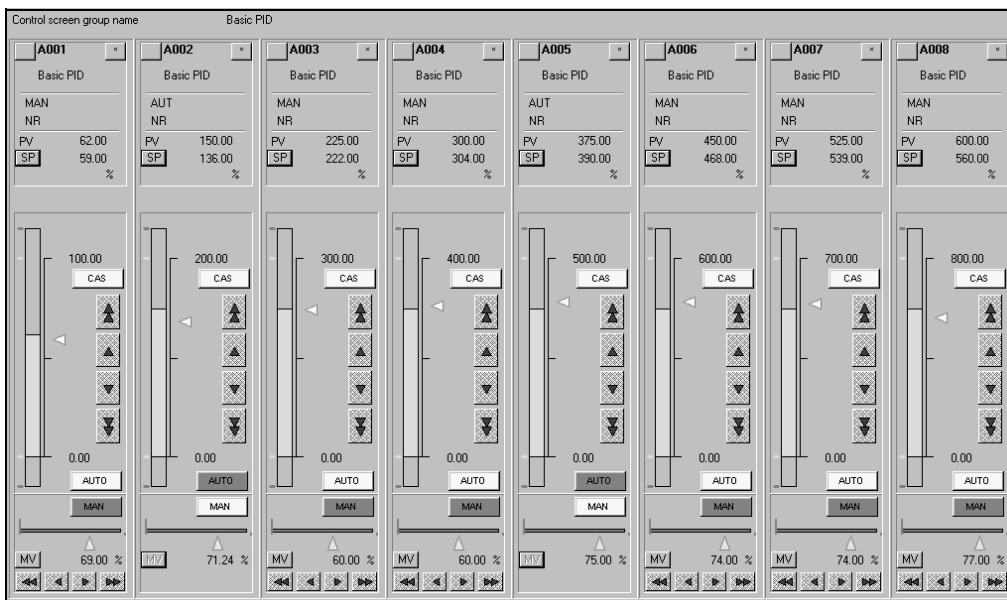 Control screen group name Basic PID
A001 × A002 × A003 × A004 × A005 × A006 × A007 × A008 ×
Basic PID Basic PID Basic PID Basic PID Basic PID Basic PID Basic PID Basic PID
MAN AUT MAN MAN AUT MAN MAN MAN
NR NR NR NR NR NR NR NR
PV 62.00 PV 150.00 PV 225.00 PV 300.00 PV 375.00 PV 450.00 PV 525.00 PV 600.00
SP 59.00 SP 136.00 SP 222.00 SP 304.00 SP 390.00 SP 468.00 SP 539.00 SP 560.00
% % % % % % % %
100.00 200.00 300.00 400.00 500.00 600.00 700.00 800.00
CAS CAS CAS CAS CAS CAS CAS CAS
0.00 0.00 0.00 0.00 0.00 0.00 0.00 0.00
AUTO AUTO AUTO AUTO AUTO AUTO AUTO AUTO
MAN MAN MAN MAN MAN MAN MAN MAN
MV 69.00 % MV 71.24 % MV 60.00 % MV 60.00 % MV 75.00 % MV 74.00 % MV 74.00 % MV 77.00 %